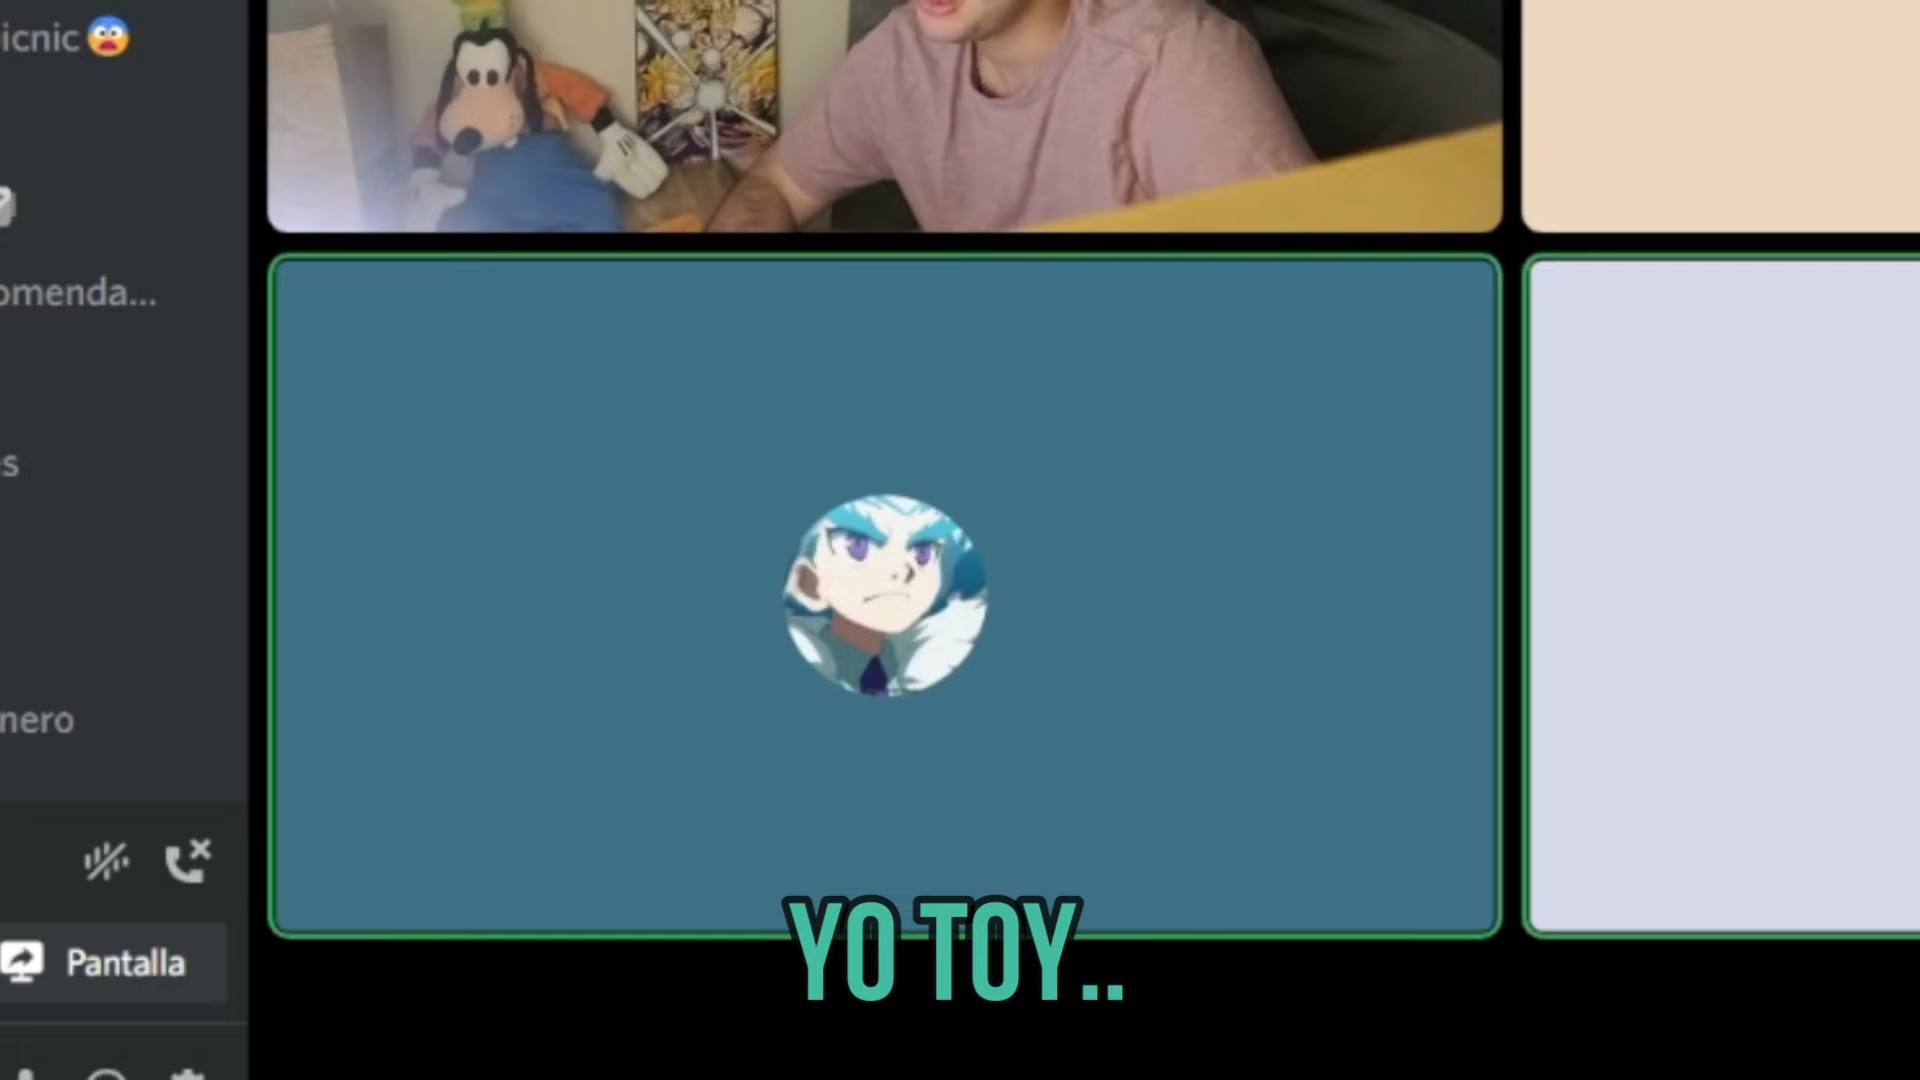 icnic😨
omenda...
s
nero
Pantalla
YO TOY..